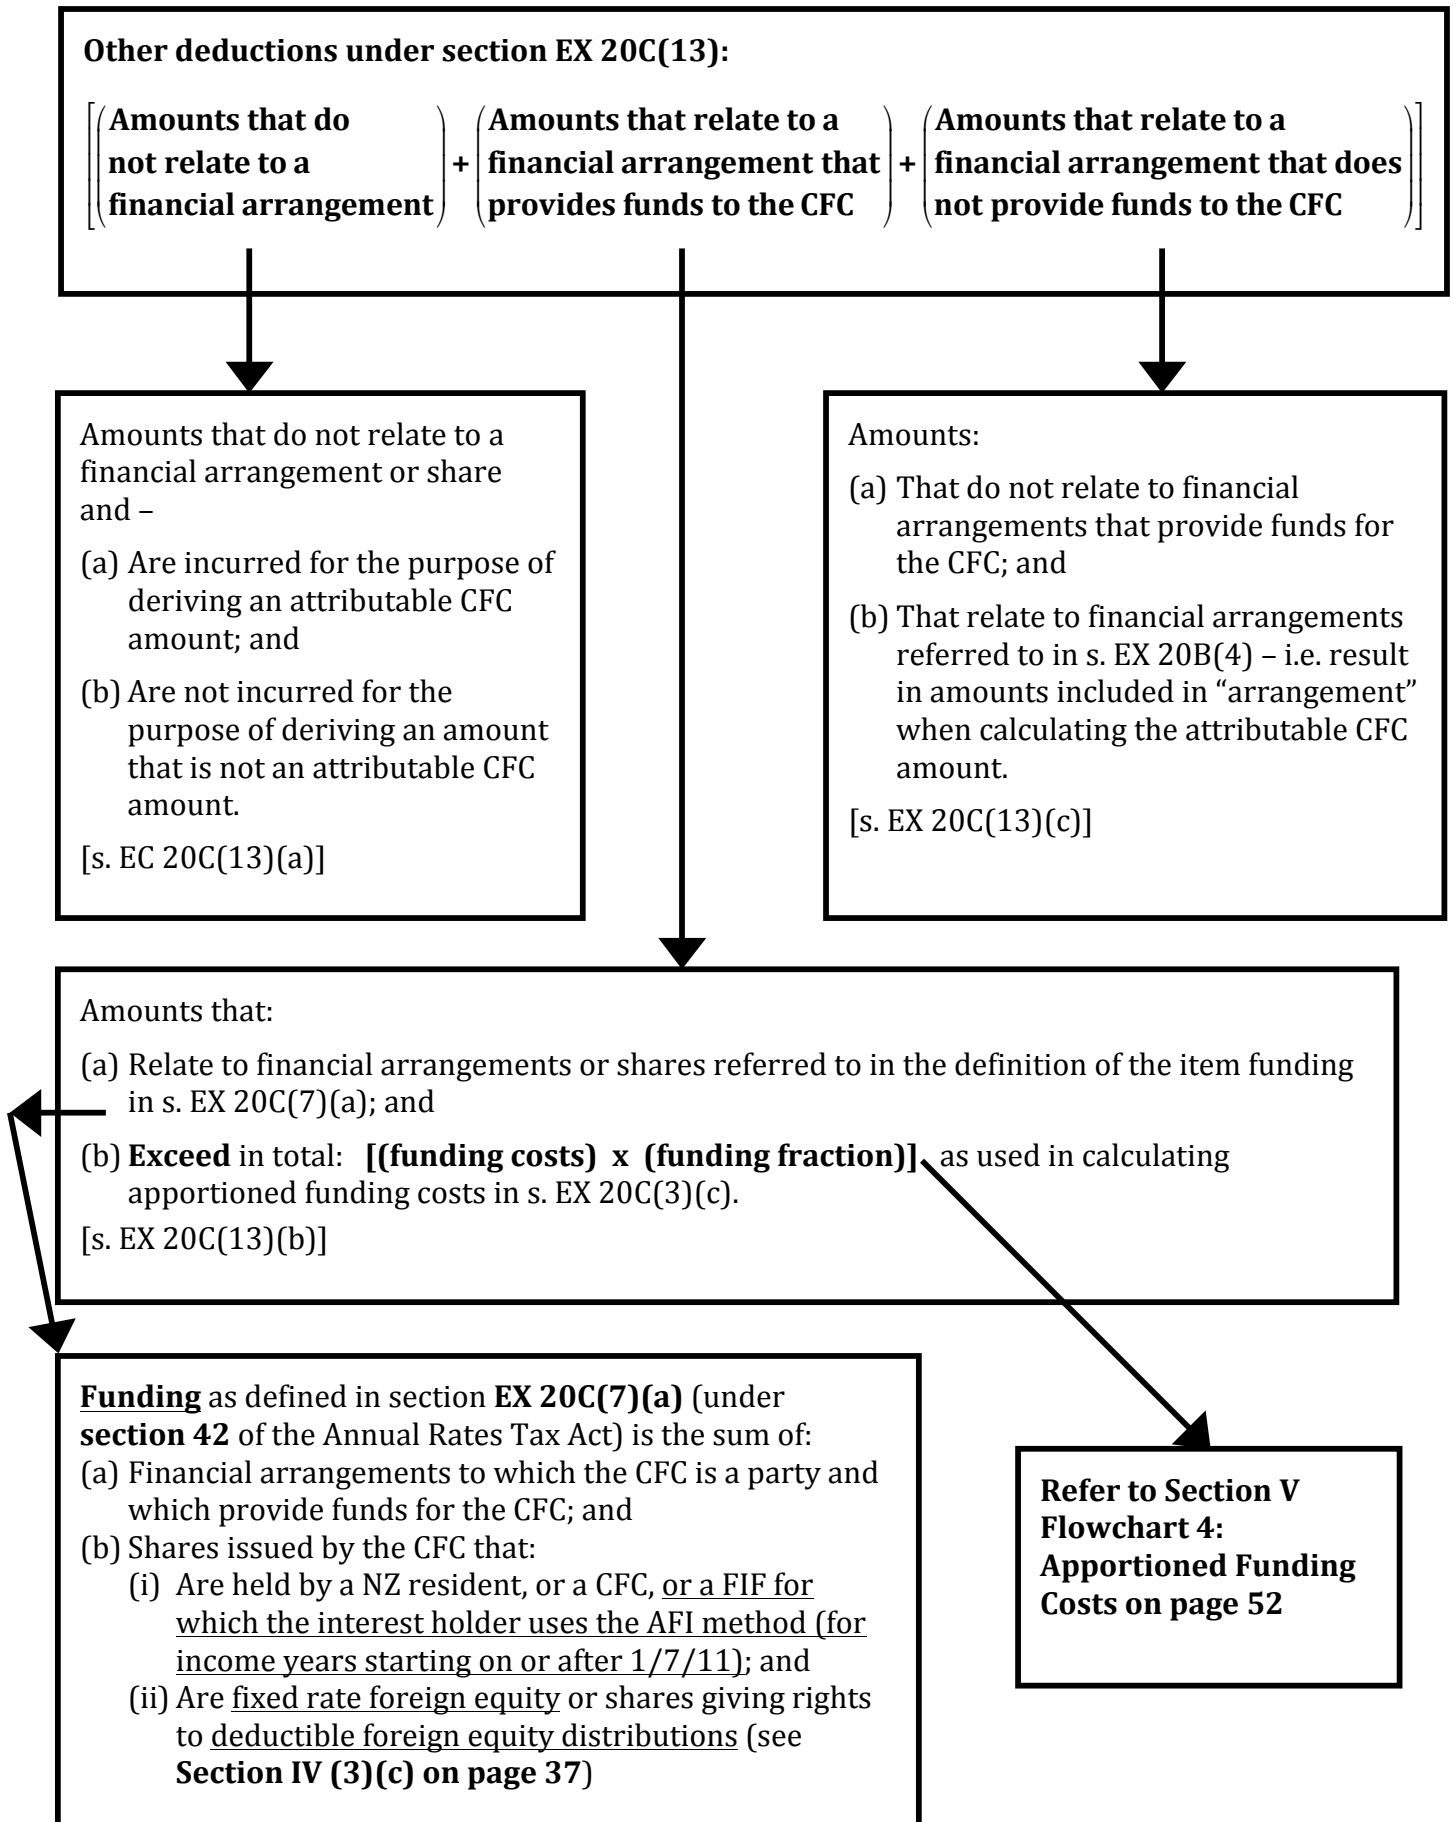 Other deductions under section EX 20C(13):
Amounts that do
not relate to a
financial arrangement
+
Amounts that relate to a
financial arrangement that
provides funds to the CFC
+
Amounts that relate to a
financial arrangement that does
not provide funds to the CFC
Amounts that do not relate to a
financial arrangement or share
and –
(a) Are incurred for the purpose of
deriving an attributable CFC
amount; and
(b) Are not incurred for the
purpose of deriving an amount
that is not an attributable CFC
amount.
[s. EC 20C(13)(a)]
Amounts:
(a) That do not relate to financial
arrangements that provide funds for
the CFC; and
(b) That relate to financial arrangements
referred to in s. EX 20B(4) – i.e. result
in amounts included in “arrangement”
when calculating the attributable CFC
amount.
[s. EX 20C(13)(c)]
Amounts that:
(a) Relate to financial arrangements or shares referred to in the definition of the item funding
in s. EX 20C(7)(a); and
(b) Exceed in total: [(funding costs) x (funding fraction)] as used in calculating
apportioned funding costs in s. EX 20C(3)(c).
[s. EX 20C(13)(b)]
Funding as defined in section EX 20C(7)(a) (under
section 42 of the Annual Rates Tax Act) is the sum of:
(a) Financial arrangements to which the CFC is a party and
which provide funds for the CFC; and
(b) Shares issued by the CFC that:
(i) Are held by a NZ resident, or a CFC, or a FIF for
which the interest holder uses the AFI method (for
income years starting on or after 1/7/11); and
(ii) Are fixed rate foreign equity or shares giving rights
to deductible foreign equity distributions (see
Section IV (3)(c) on page 37)
Refer to Section V
Flowchart 4:
Apportioned Funding
Costs on page 52